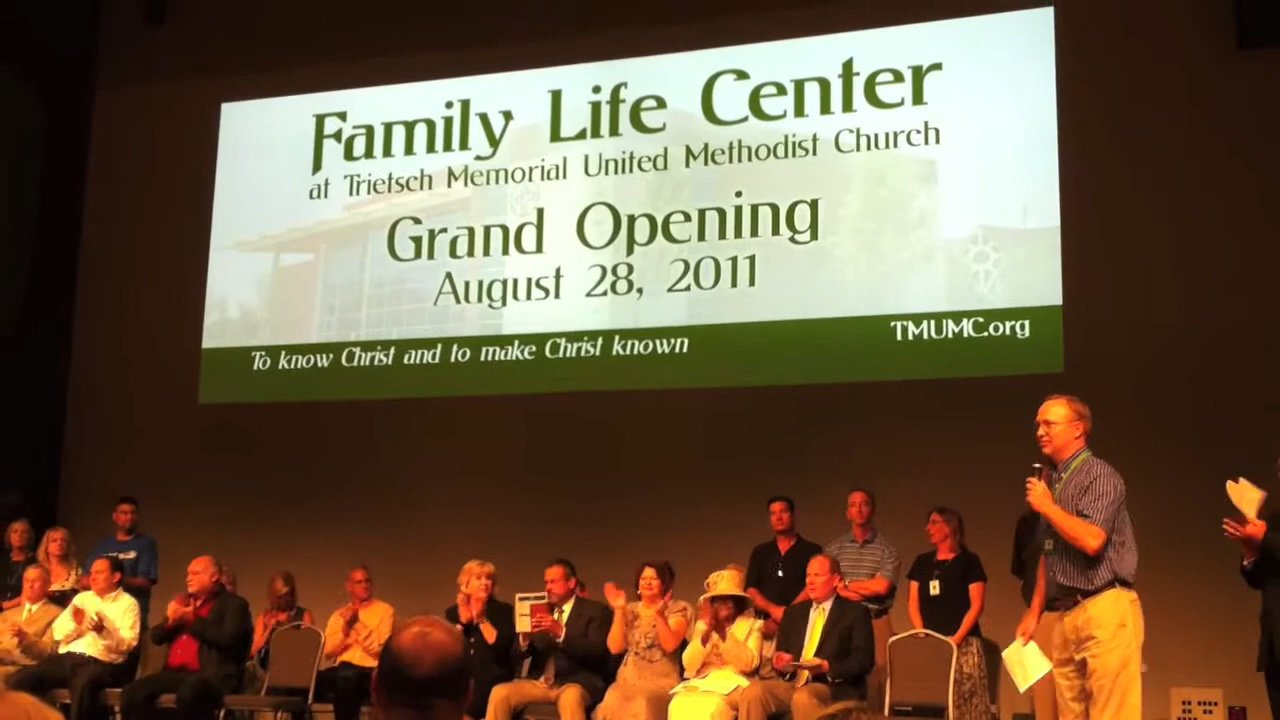 Family Life Center
at Trietsch Memorial United Methodist Church
Grand Opening
August 28, 2011
To know Christ and to make Christ known
TMUMC.org